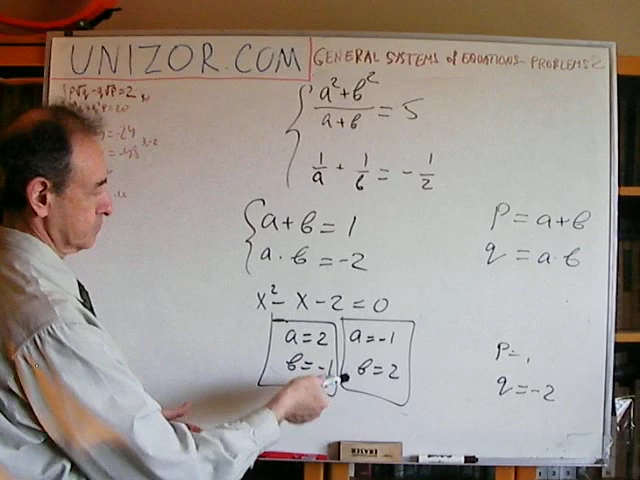 UNIZOR.COM
GENERAL SYSTEMS of EQUATIONS - PROBLEMS 2
a²+b²
a+b
= 5
1/a + 1/b = -1/2
a+b=1
a·b=-2
p=a+b
q=a·b
x²-x-2=0
a=2
b=-1
a=-1
b=2
p=
q=-2